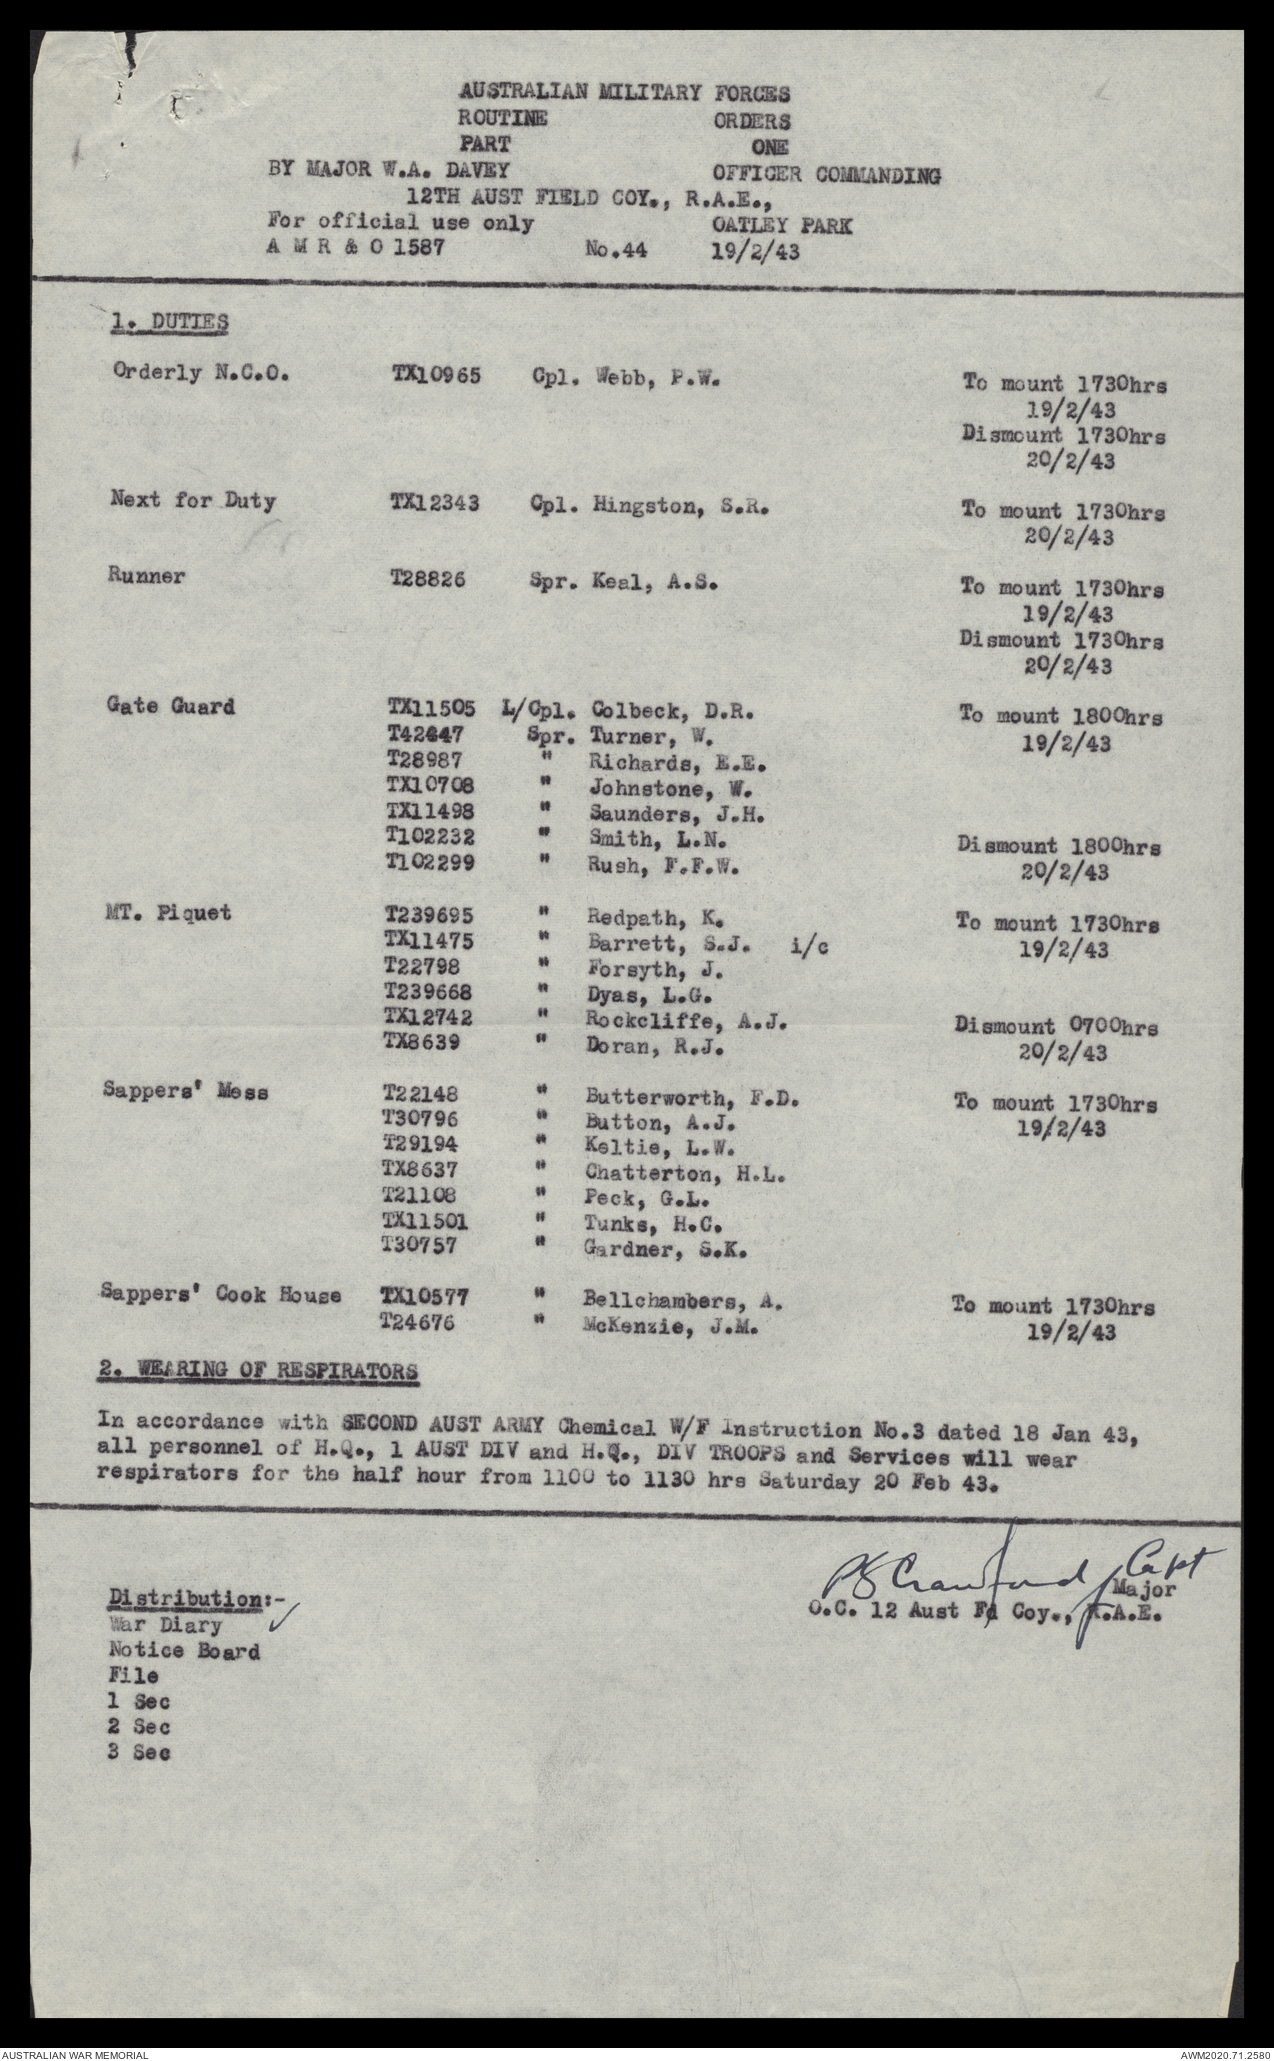 AUSTRALIAN MILITARY FORCES
ROUTINE ORDERS
PART ONE
BY MAJOR W.A. DAVEY OFFICER COMMANDING
12TH AUST FIELD COY., R.A.E.,
For official use only OATLEY PARK
A M R & O 1587 No.44 19/2/43
1. DUTIES
Orderly N.C.O. TX10965 Cpl. Webb, P.W. To mount 1730hrs
19/2/43
Dismount 1730hrs
20/2/43
Next for Duty TX12343 Cpl. Hingston, S.R. To mount 1730hrs
20/2/43
Runner T28826 Spr. Keal, A.S. To mount 1730hrs
19/2/43
Dismount 1730hrs
20/2/43
Gate Guard TX11505 L/Cpl. Colbeck, D.R. To mount 1800hrs
T42447 Spr. Turner, W. 19/2/43
T28987 " Richards, E.E.
TX10708 " Johnstone, W.
TX11498 " Saunders, J.H.
T102232 " Smith, L.N. Dismount 1800hrs
T102299 " Rush, F.F.W. 20/2/43
MT. Piquet T239695 " Redpath, K. To mount 1730hrs
TX11475 " Barrett, S.J. i/c 19/2/43
T22798 " Forsyth, J.
T239668 " Dyas, L.G.
TX12742 " Rockcliffe, A.J. Dismount 0700hrs
TX8639 " Doran, R.J. 20/2/43
Sappers' Mess T22148 " Butterworth, F.D. To mount 1730hrs
T30796 " Button, A.J. 19/2/43
T29194 " Keltie, L.W.
TX8637 " Chatterton, H.L.
T21108 " Peck, G.L.
TX11501 " Tunks, H.C.
T30757 " Gardner, S.K.
Sappers' Cook House TX10577 " Bellchambers, A. To mount 1730hrs
T24676 " McKenzie, J.M. 19/2/43
2. WEARING OF RESPIRATORS
In accordance with SECOND AUST ARMY Chemical W/F Instruction No.3 dated 18 Jan 43,
all personnel of H.Q., 1 AUST DIV and H.Q., DIV TROOPS and Services will wear
respirators for the half hour from 1100 to 1130 hrs Saturday 20 Feb 43.
PS Crawford Capt
Major
O.C. 12 Aust Fd Coy., R.A.E.
Distribution:-
War Diary
Notice Board
File
1 Sec
2 Sec
3 Sec
AUSTRALIAN WAR MEMORIAL AWM2020.71.2580